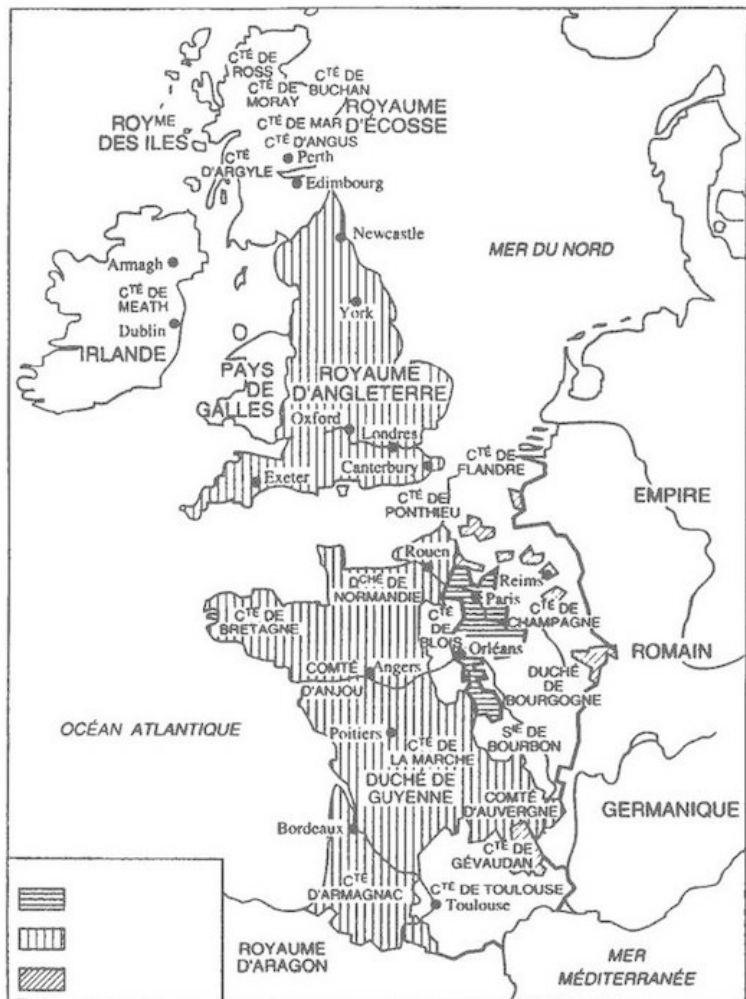 CTÉ DE
ROSS
CTÉ DE
BUCHAN
CTÉ DE
MORAY
ROYAUME
D'ÉCOSSE
ROYME
DES ILES
CTÉ DE MAR
CTÉ D'ANGUS
CTÉ
D'ARGYLE
Perth
Edimbourg
Newcastle
MER DU NORD
Armagh
CTÉ DE
MEATH
Dublin
IRLANDE
York
PAYS
DE
GALLES
ROYAUME
D'ANGLETERRE
Oxford
Londres
Canterbury
Exeter
CTÉ DE
FLANDRE
CTÉ DE
PONTHIEU
EMPIRE
Rouen
DCHÉ DE
NORMANDIE
Reims
Paris
CTÉ DE
CHAMPAGNE
CTÉ DE
BRETAGNE
CTÉ
DE
BLOIS
Orléans
ROMAIN
COMTÉ
D'ANJOU
Angers
DUCHÉ
DE
BOURGOGNE
OCÉAN ATLANTIQUE
Poitiers
CTÉ DE
LA MARCHE
SIE DE
BOURBON
DUCHÉ DE
GUYENNE
COMTÉ
D'AUVERGNE
GERMANIQUE
Bordeaux
CTÉ DE
GÉVAUDAN
CTÉ
D'ARMAGNAC
CTÉ DE TOULOUSE
Toulouse
ROYAUME
D'ARAGON
MER
MÉDITERRANÉE